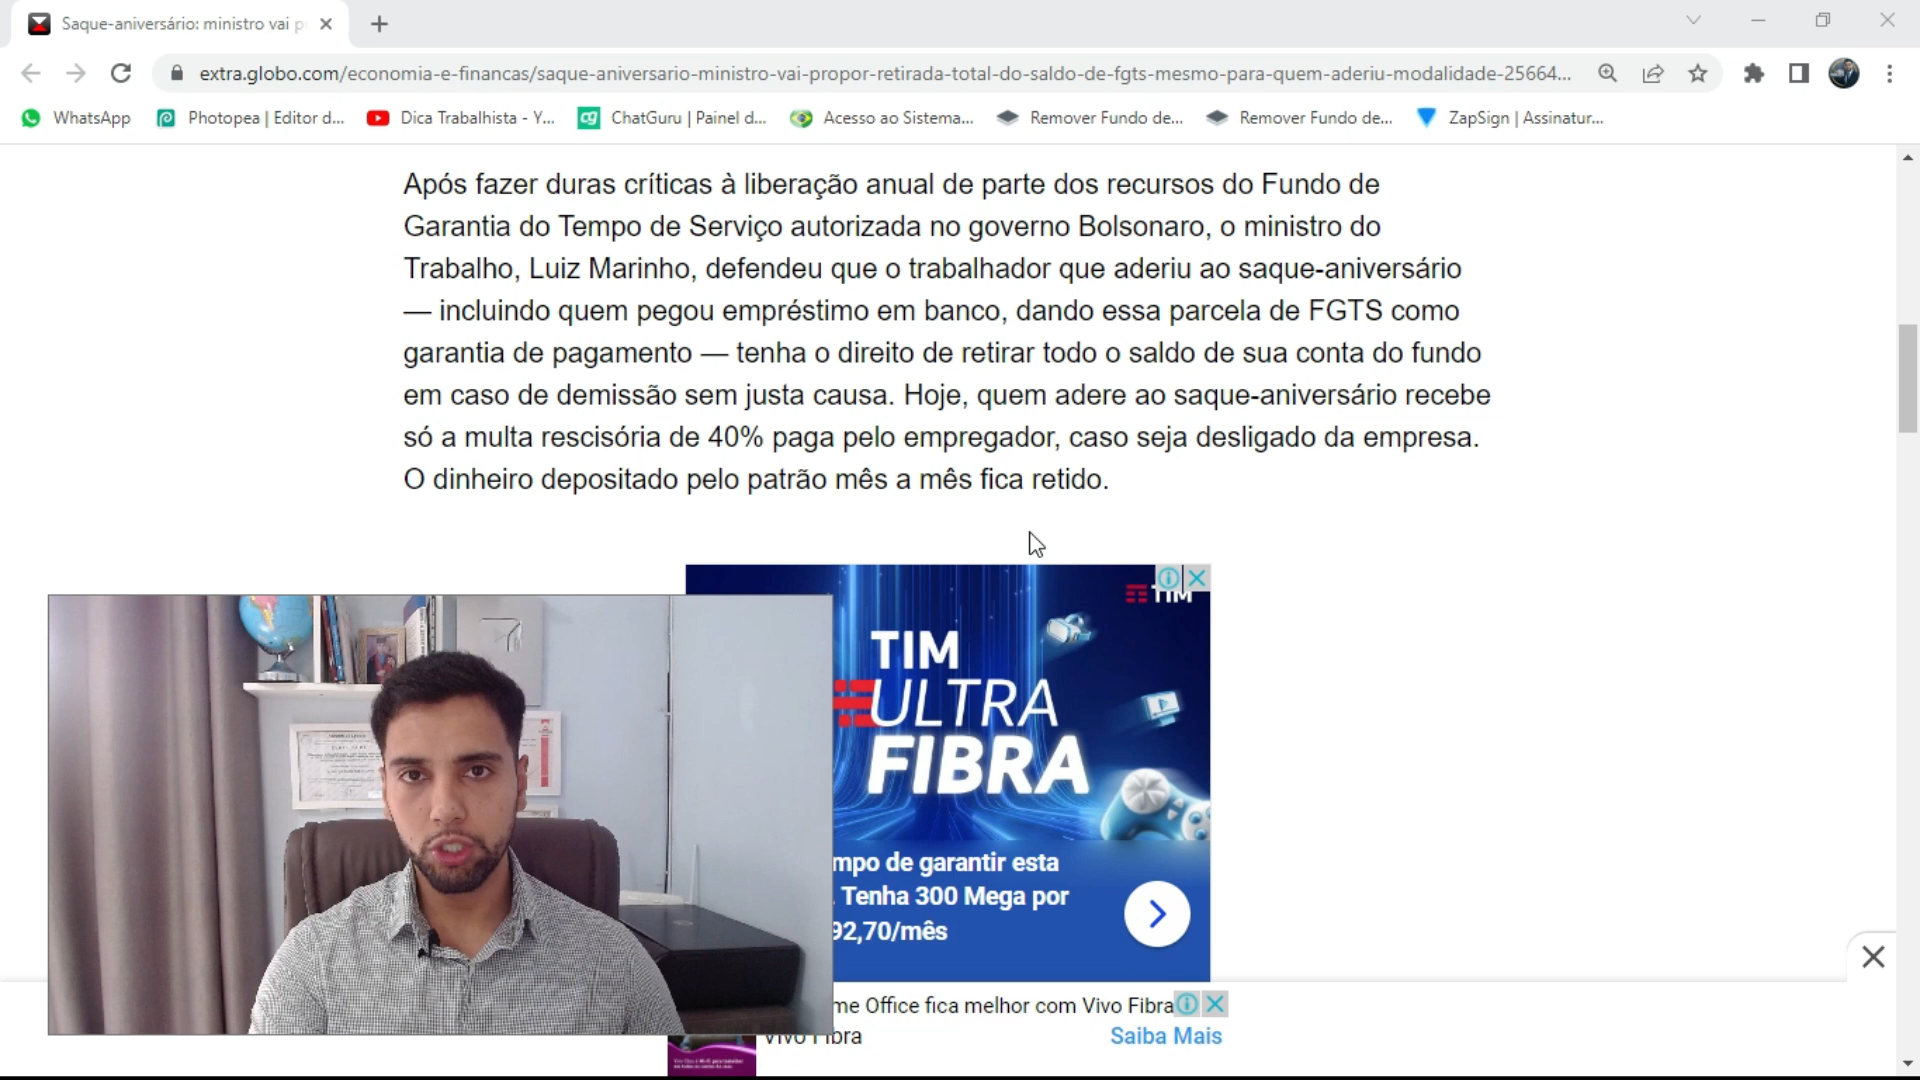 Saque-aniversário: ministro vai p
extra.globo.com/economia-e-financas/saque-aniversario-ministro-vai-propor-retirada-total-do-saldo-de-fgts-mesmo-para-quem-aderiu-modalidade-25664...
WhatsApp
Photopea | Editor d...
Dica Trabalhista - Y...
cg
ChatGuru | Painel d...
Acesso ao Sistema...
Remover Fundo de...
Remover Fundo de...
ZapSign | Assinatur...
Após fazer duras críticas à liberação anual de parte dos recursos do Fundo de
Garantia do Tempo de Serviço autorizada no governo Bolsonaro, o ministro do
Trabalho, Luiz Marinho, defendeu que o trabalhador que aderiu ao saque-aniversário
— incluindo quem pegou empréstimo em banco, dando essa parcela de FGTS como
garantia de pagamento — tenha o direito de retirar todo o saldo de sua conta do fundo
em caso de demissão sem justa causa. Hoje, quem adere ao saque-aniversário recebe
só a multa rescisória de 40% paga pelo empregador, caso seja desligado da empresa.
O dinheiro depositado pelo patrão mês a mês fica retido.
TIM
TIM
ULTRA
FIBRA
mpo de garantir esta
. Tenha 300 Mega por
92,70/mês
me Office fica melhor com Vivo Fibra
Vivo Fibra
Saiba Mais